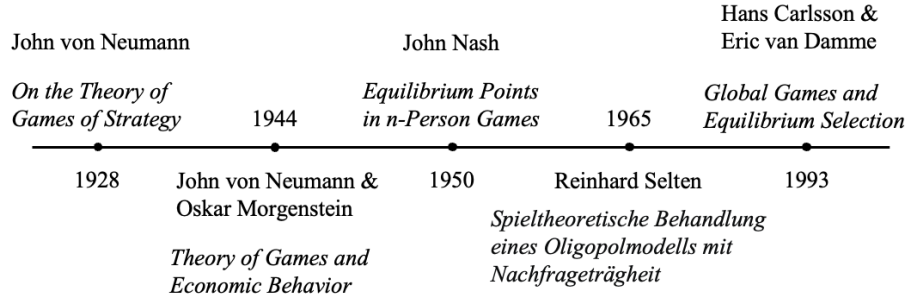 John von Neumann
On the Theory of
Games of Strategy
1928
1944
John von Neumann &
Oskar Morgenstein
Theory of Games and
Economic Behavior
John Nash
Equilibrium Points
in n-Person Games
1950
1965
Reinhard Selten
Spieltheoretische Behandlung
eines Oligopolmodells mit
Nachfrageträgheit
Hans Carlsson &
Eric van Damme
Global Games and
Equilibrium Selection
1993